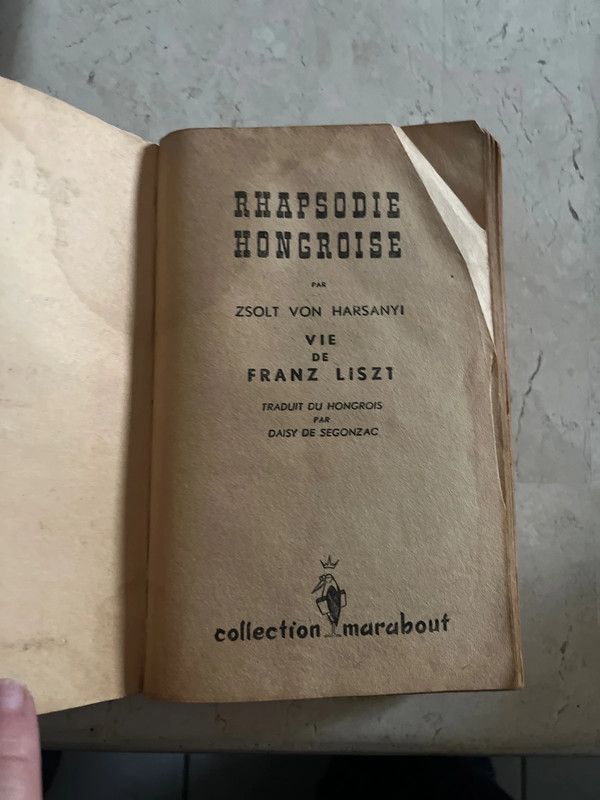 RHAPSODIE
HONGROISE
PAR
ZSOLT VON HARSANYI
VIE
DE
FRANZ LISZT
TRADUIT DU HONGROIS
PAR
DAISY DE SEGONZAC
collection marabout